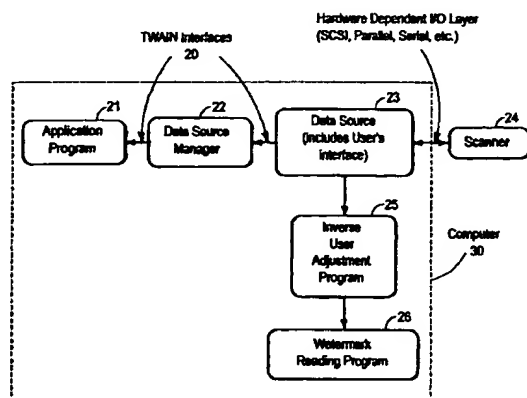 Hardware Dependent I/O Layer
(SCSI, Parallel, Serial, etc.)
TWAIN Interfaces
20
21
22
23
24
Application
Program
Data Source
Manager
Data Source
(includes User's
interface)
Scanner
25
Inverse
User
Adjustment
Program
Computer
30
26
Watermark
Reading Program